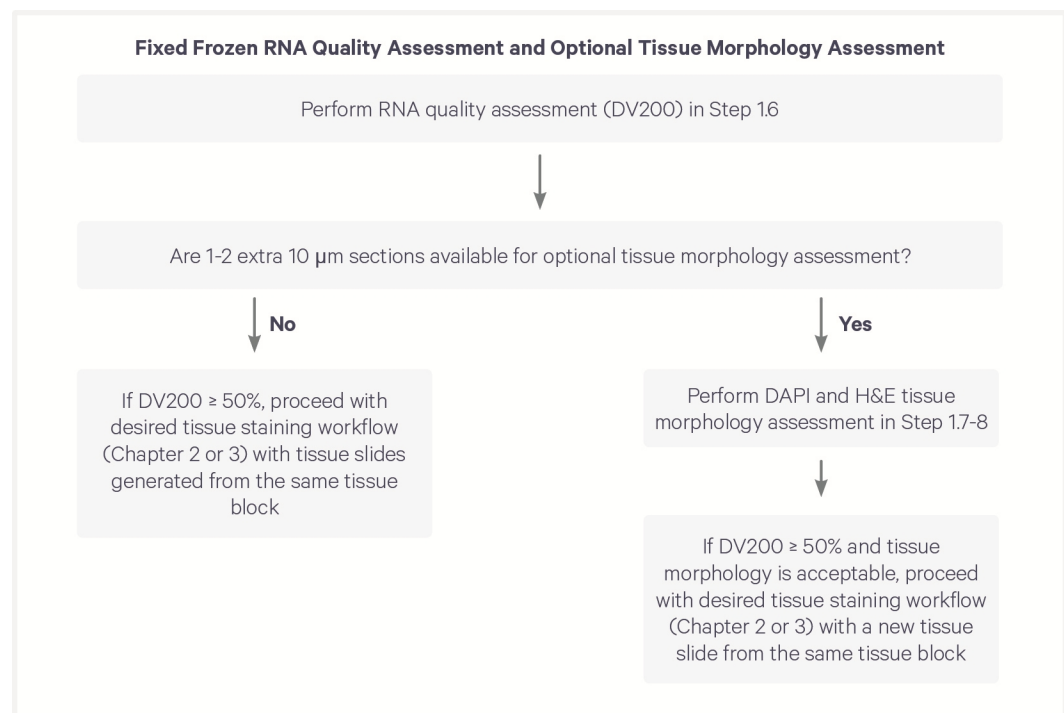 Fixed Frozen RNA Quality Assessment and Optional Tissue Morphology Assessment
Perform RNA quality assessment (DV200) in Step 1.6
Are 1-2 extra 10 µm sections available for optional tissue morphology assessment?
No
Yes
If DV200 ≥ 50%, proceed with
desired tissue staining workflow
(Chapter 2 or 3) with tissue slides
generated from the same tissue
block
Perform DAPI and H&E tissue
morphology assessment in Step 1.7-8
If DV200 ≥ 50% and tissue
morphology is acceptable, proceed
with desired tissue staining workflow
(Chapter 2 or 3) with a new tissue
slide from the same tissue block